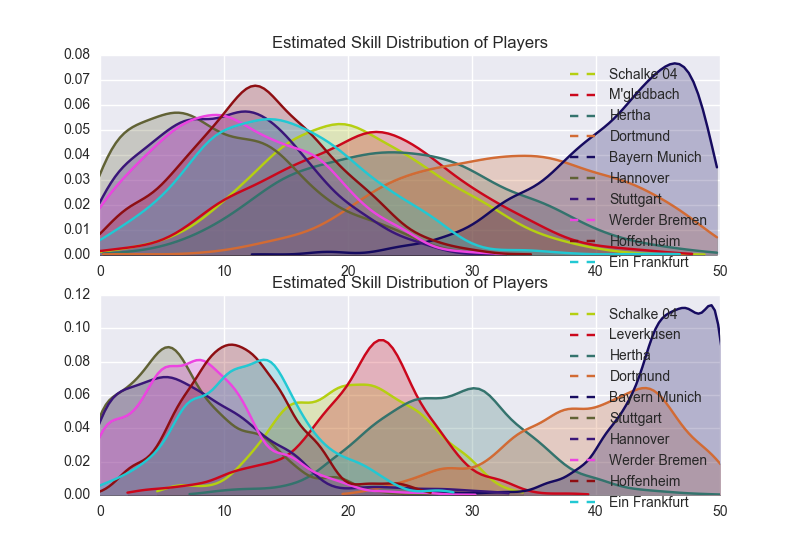 Estimated Skill Distribution of Players
0.08
0.07
0.06
0.05
0.04
0.03
0.02
0.01
0.00
0 10 20 30 40 50
Schalke 04
M'gladbach
Hertha
Dortmund
Bayern Munich
Hannover
Stuttgart
Werder Bremen
Hoffenheim
Ein Frankfurt
Estimated Skill Distribution of Players
0.12
0.10
0.08
0.06
0.04
0.02
0.00
0 10 20 30 40 50
Schalke 04
Leverkusen
Hertha
Dortmund
Bayern Munich
Stuttgart
Hannover
Werder Bremen
Hoffenheim
Ein Frankfurt